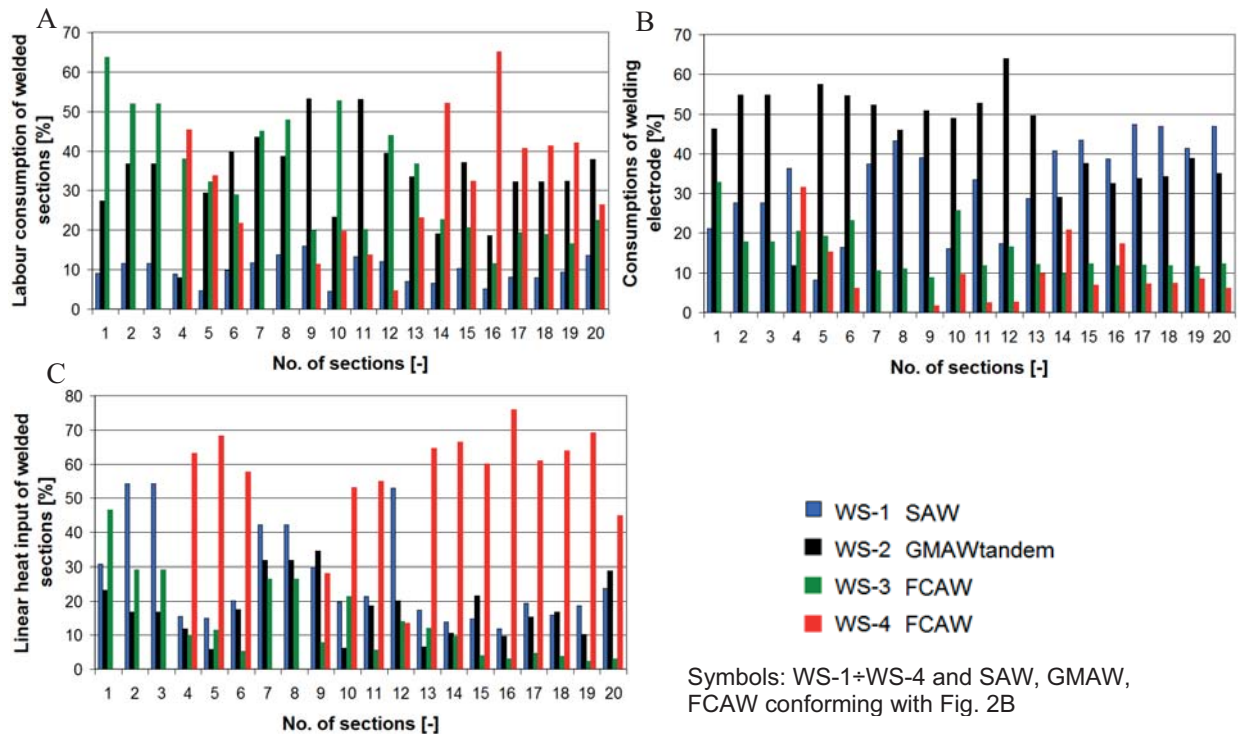 A
Labour consumption of welded
sections [%]
70
60
50
40
30
20
10
0
1 2 3 4 5 6 7 8 9 10 11 12 13 14 15 16 17 18 19 20
No. of sections [-]
B
Consumptions of welding
electrode [%]
70
60
50
40
30
20
10
0
1 2 3 4 5 6 7 8 9 10 11 12 13 14 15 16 17 18 19 20
No. of sections [-]
C
Linear heat input of welded
sections [%]
80
70
60
50
40
30
20
10
0
1 2 3 4 5 6 7 8 9 10 11 12 13 14 15 16 17 18 19 20
No. of sections [-]
WS-1 SAW
WS-2 GMAWtandem
WS-3 FCAW
WS-4 FCAW
Symbols: WS-1÷WS-4 and SAW, GMAW,
FCAW conforming with Fig. 2B